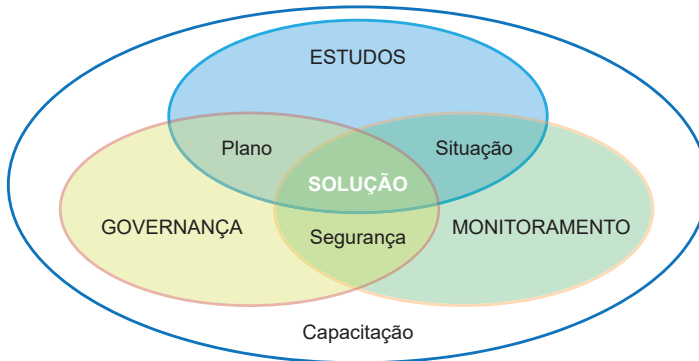 ESTUDOS
Plano
Situação
SOLUÇÃO
GOVERNANÇA
Segurança
MONITORAMENTO
Capacitação